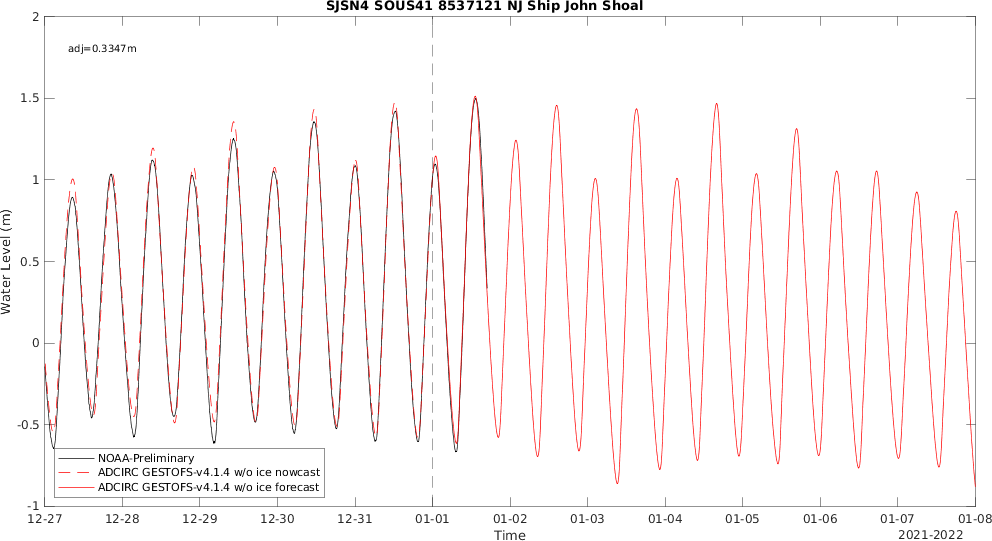 SJSN4 SOUS41 8537121 NJ Ship John Shoal
adj=0.3347m
2
1.5
1
0.5
0
-0.5
-1
Water Level (m)
NOAA-Preliminary
ADCIRC GESTOFS-v4.1.4 w/o ice nowcast
ADCIRC GESTOFS-v4.1.4 w/o ice forecast
12-27 12-28 12-29 12-30 12-31 01-01 01-02 01-03 01-04 01-05 01-06 01-07 01-08
Time
2021-2022